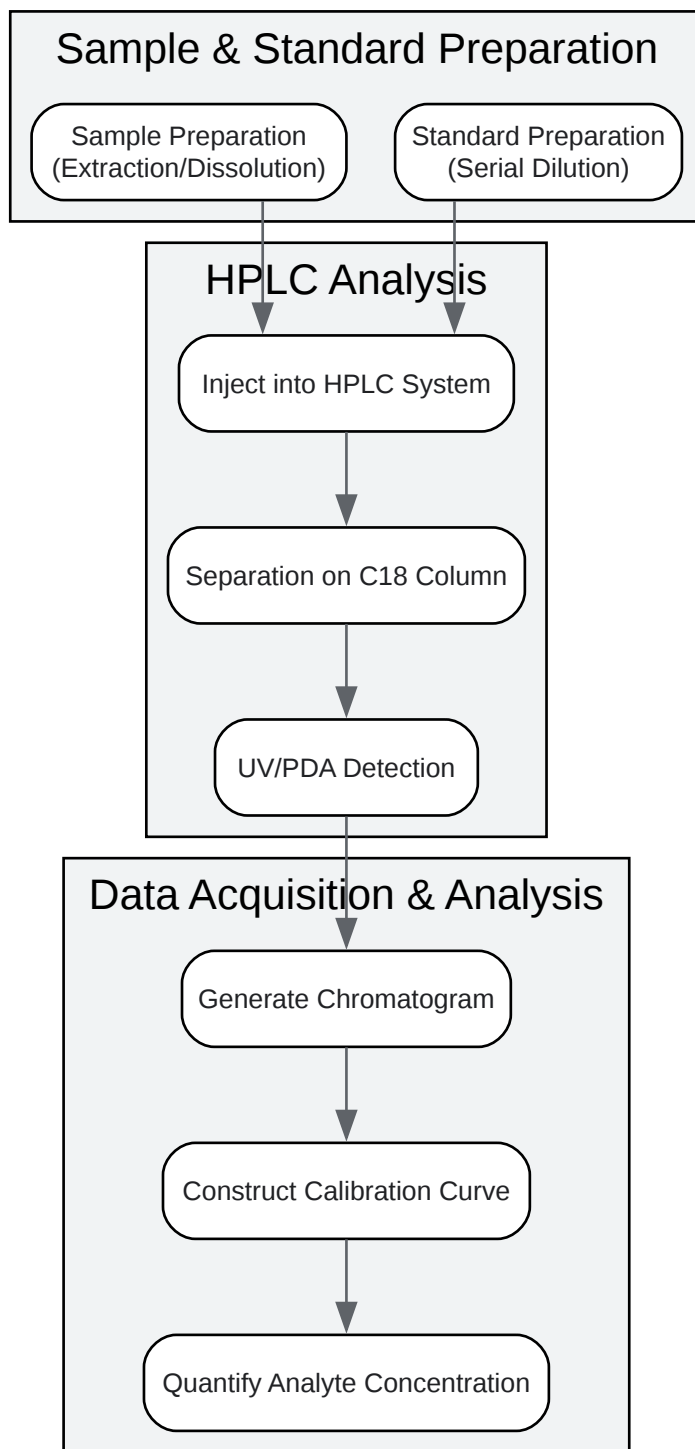 Sample & Standard Preparation
Sample Preparation
(Extraction/Dissolution)
Standard Preparation
(Serial Dilution)
HPLC Analysis
Inject into HPLC System
Separation on C18 Column
UV/PDA Detection
Data Acquisition & Analysis
Generate Chromatogram
Construct Calibration Curve
Quantify Analyte Concentration